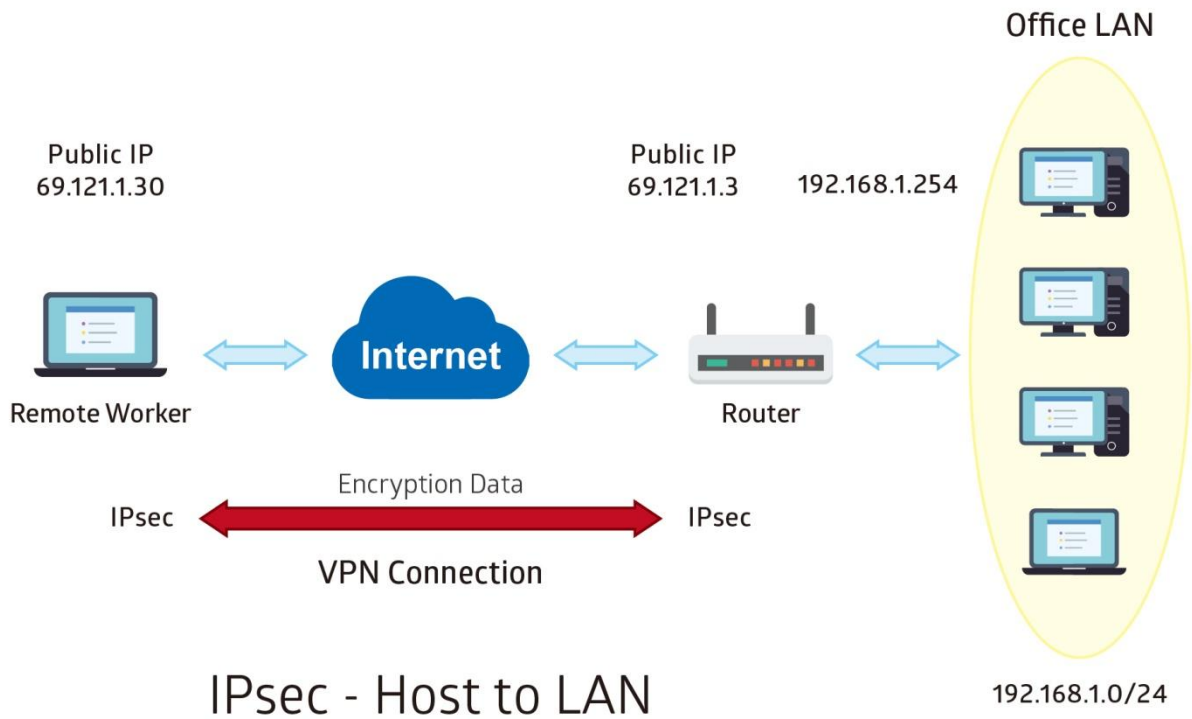 Office LAN
Public IP
69.121.1.30
Public IP
69.121.1.3
192.168.1.254
Internet
Remote Worker
Router
Encryption Data
IPsec
IPsec
VPN Connection
IPsec - Host to LAN
192.168.1.0/24